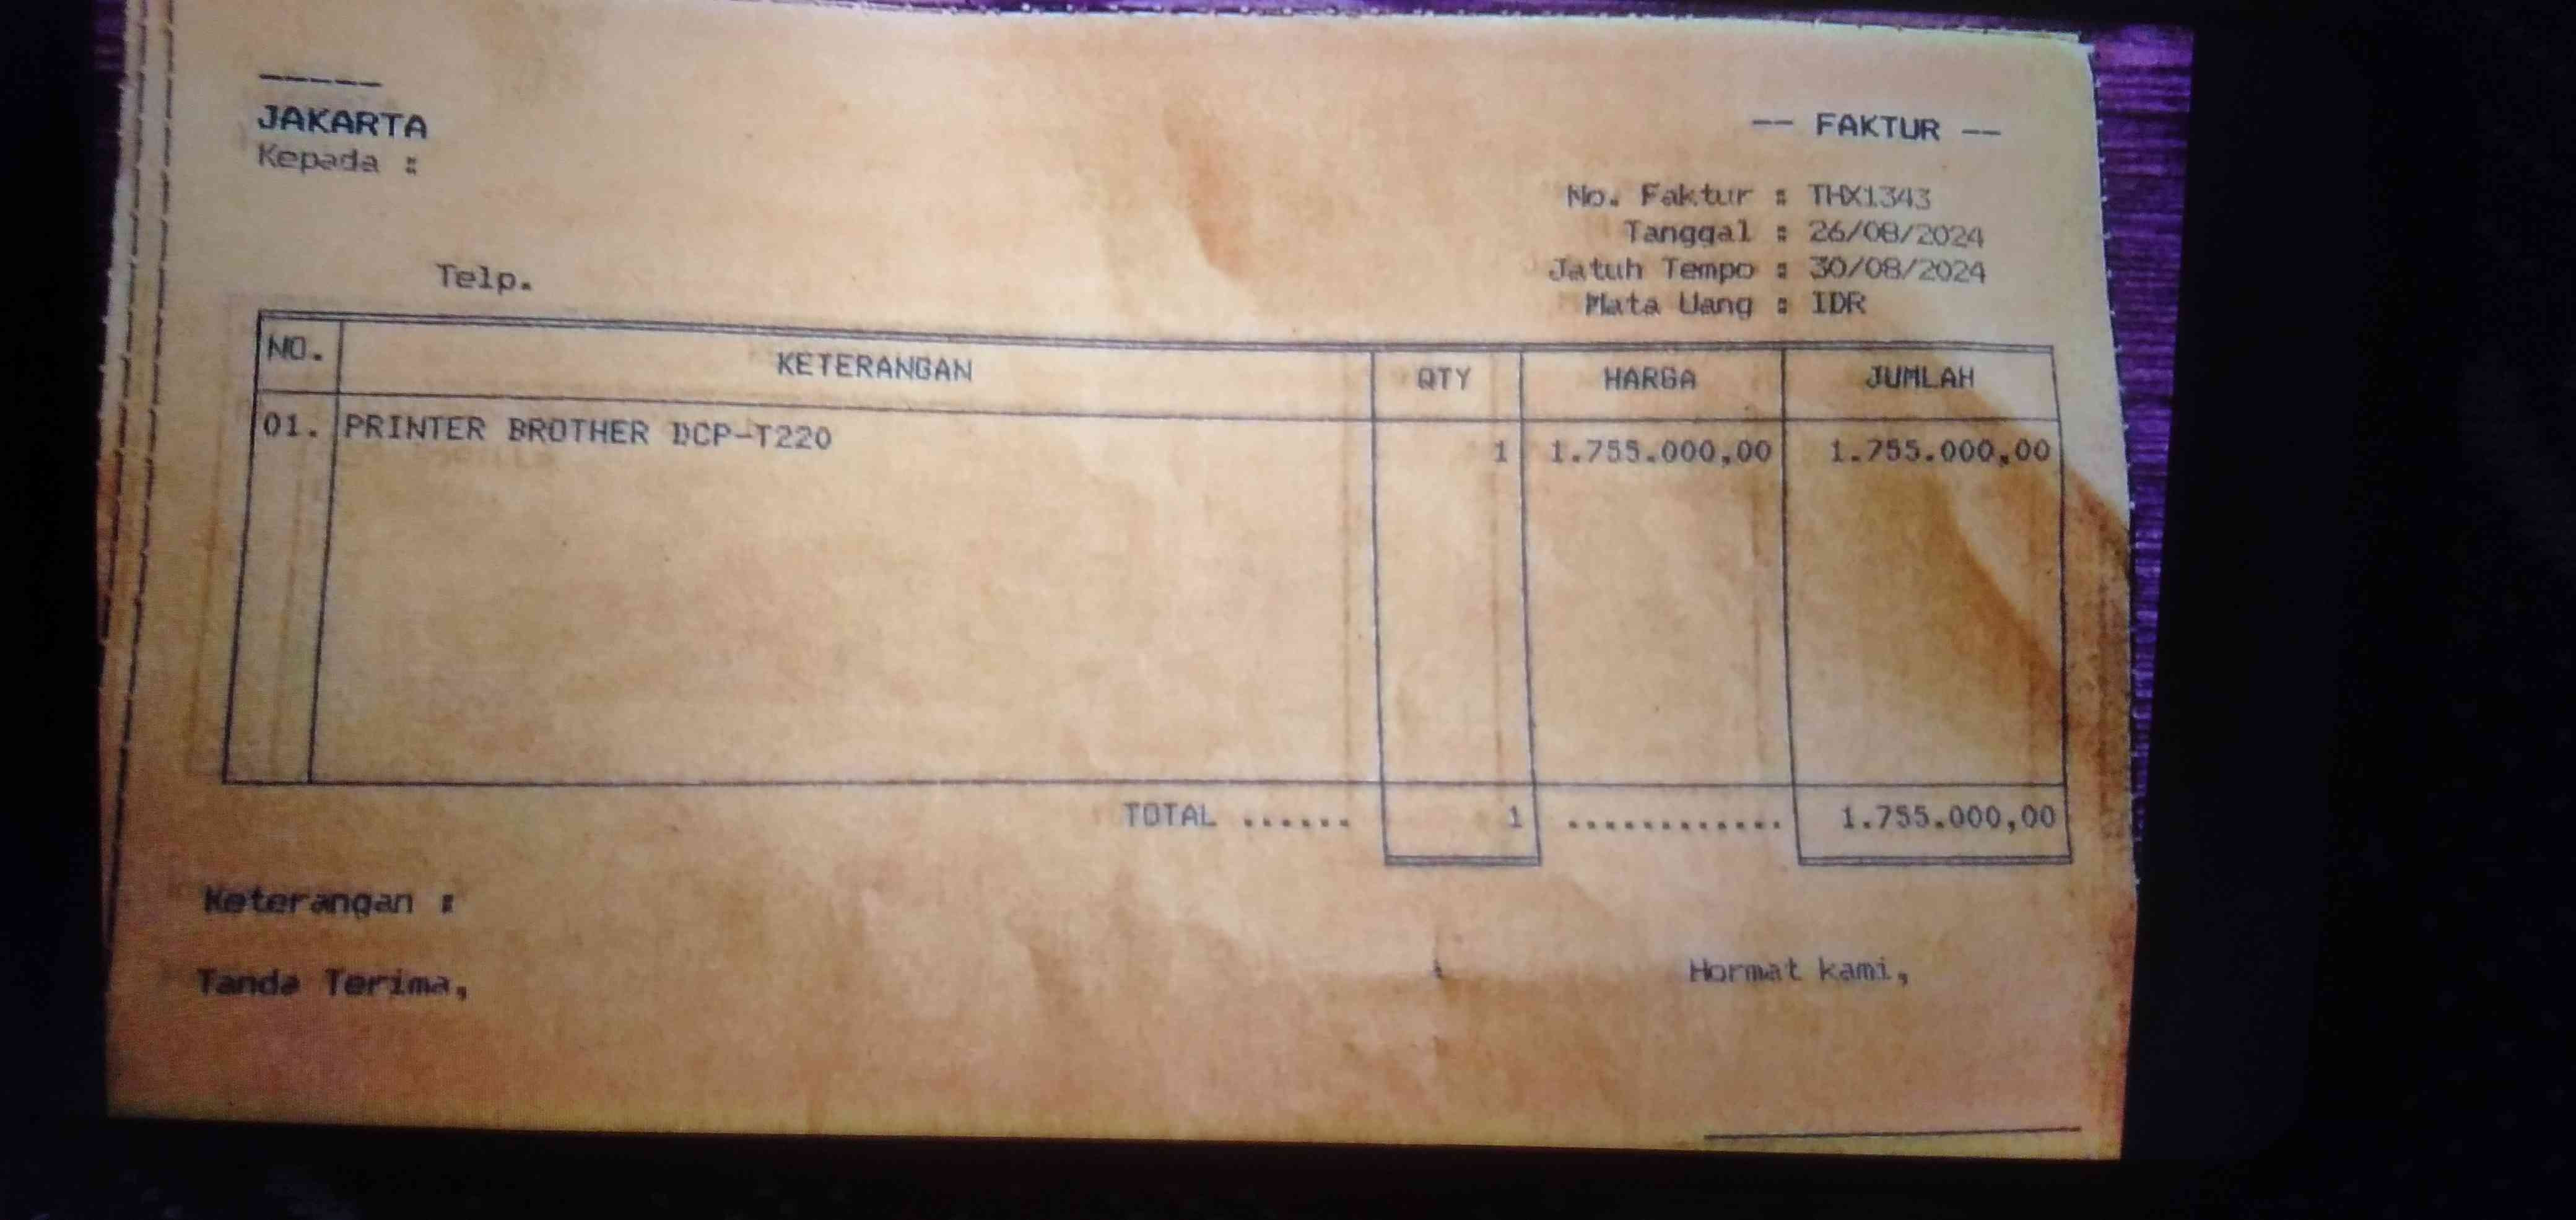 -----
JAKARTA
-- FAKTUR --
Kepada :
No. Faktur : THX1343
Tanggal : 26/08/2024
Jatuh Tempo : 30/08/2024
Telp.
Mata Uang : IDR
NO. KETERANGAN QTY HARGA JUMLAH
01. PRINTER BROTHER DCP-T220 1 1.755.000,00 1.755.000,00
TOTAL ...... 1 ............ 1.755.000,00
Keterangan :
Tanda Terima, Hormat kami,